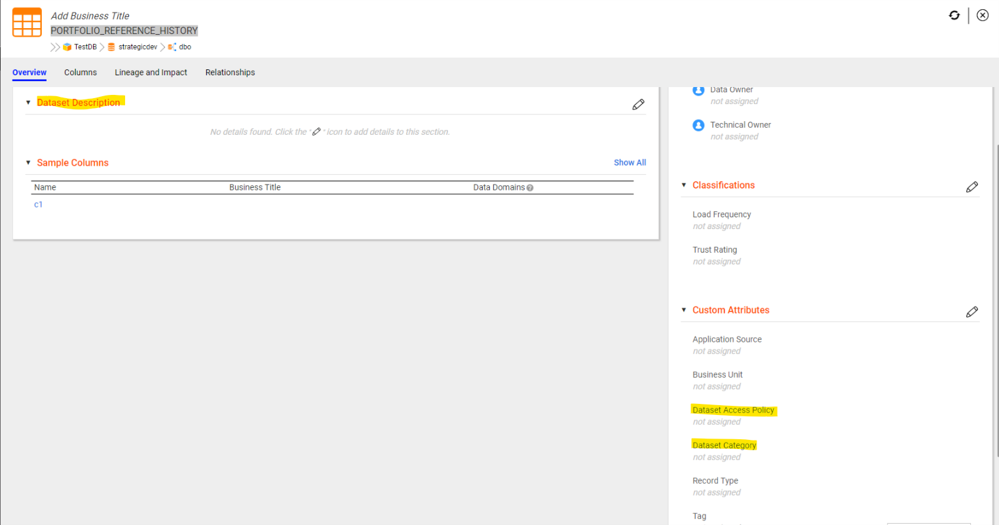 Add Business Title
PORTFOLIO_REFERENCE_HISTORY
TestDB strategicdev dbo
Overview Columns Lineage and Impact Relationships
Dataset Description
No details found. Click the " " icon to add details to this section.
Sample Columns Show All
Name Business Title Data Domains ?
c1
Data Owner
not assigned
Technical Owner
not assigned
Classifications
Load Frequency
not assigned
Trust Rating
not assigned
Custom Attributes
Application Source
not assigned
Business Unit
not assigned
Dataset Access Policy
not assigned
Dataset Category
not assigned
Record Type
not assigned
Tag